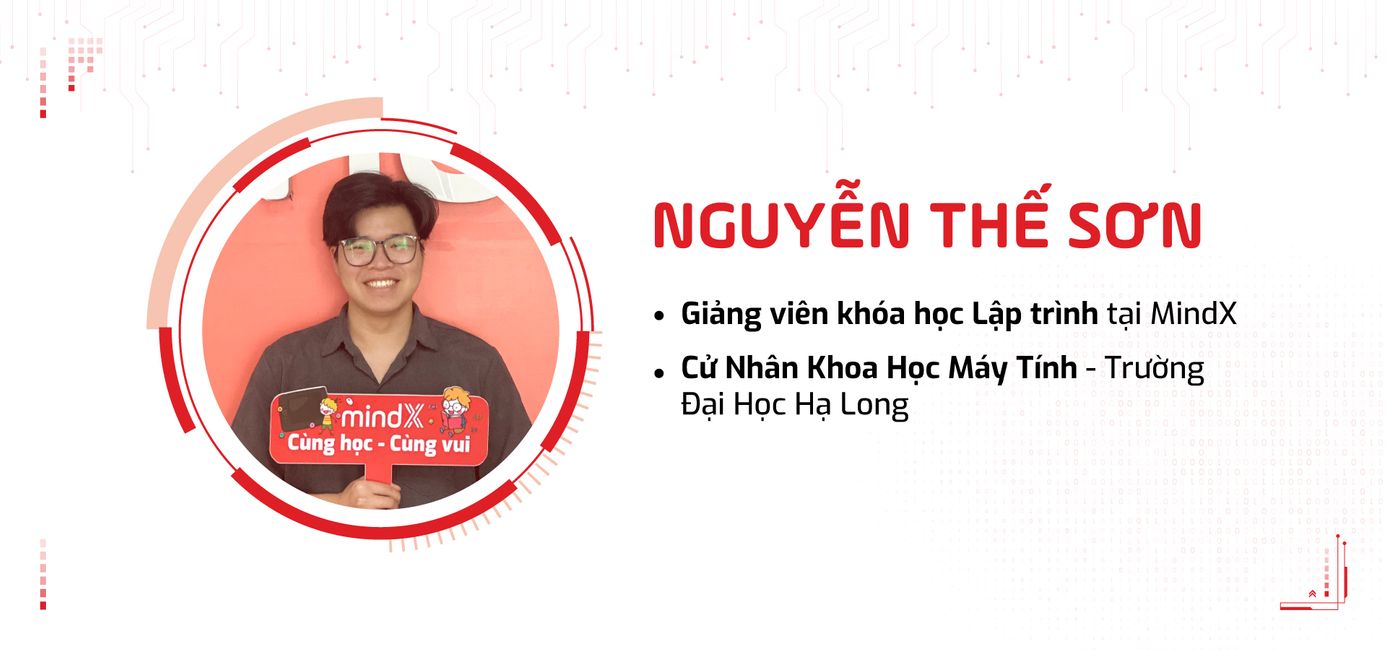 NGUYỄN THẾ SƠN
Giảng viên khóa học Lập trình tại MindX
Cử Nhân Khoa Học Máy Tính - Trường
Đại Học Hạ Long
mindX
Cùng học - Cùng vui